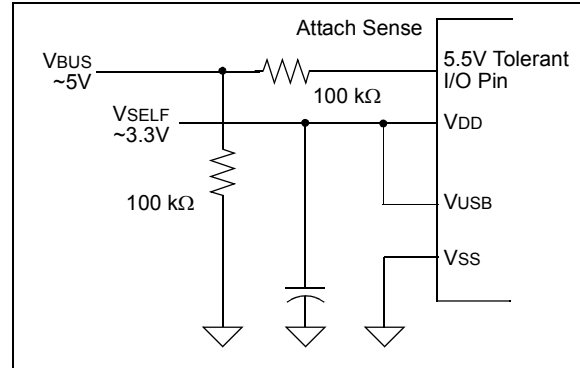 Attach Sense
VBUS
~5V
5.5V Tolerant
I/O Pin
100 kΩ
VSELF
~3.3V
VDD
100 kΩ
VUSB
VSS